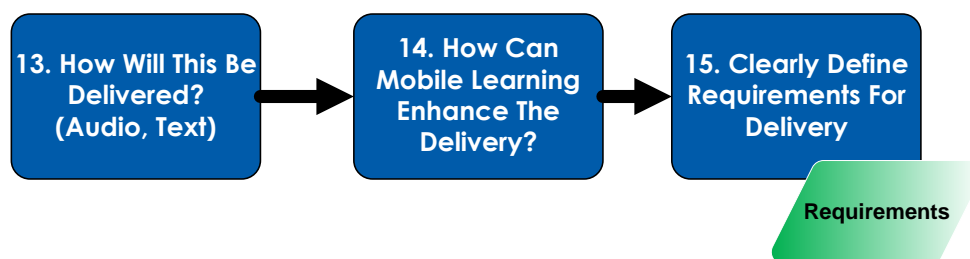 13. How Will This Be
Delivered?
(Audio, Text)
14. How Can
Mobile Learning
Enhance The
Delivery?
15. Clearly Define
Requirements For
Delivery
Requirements